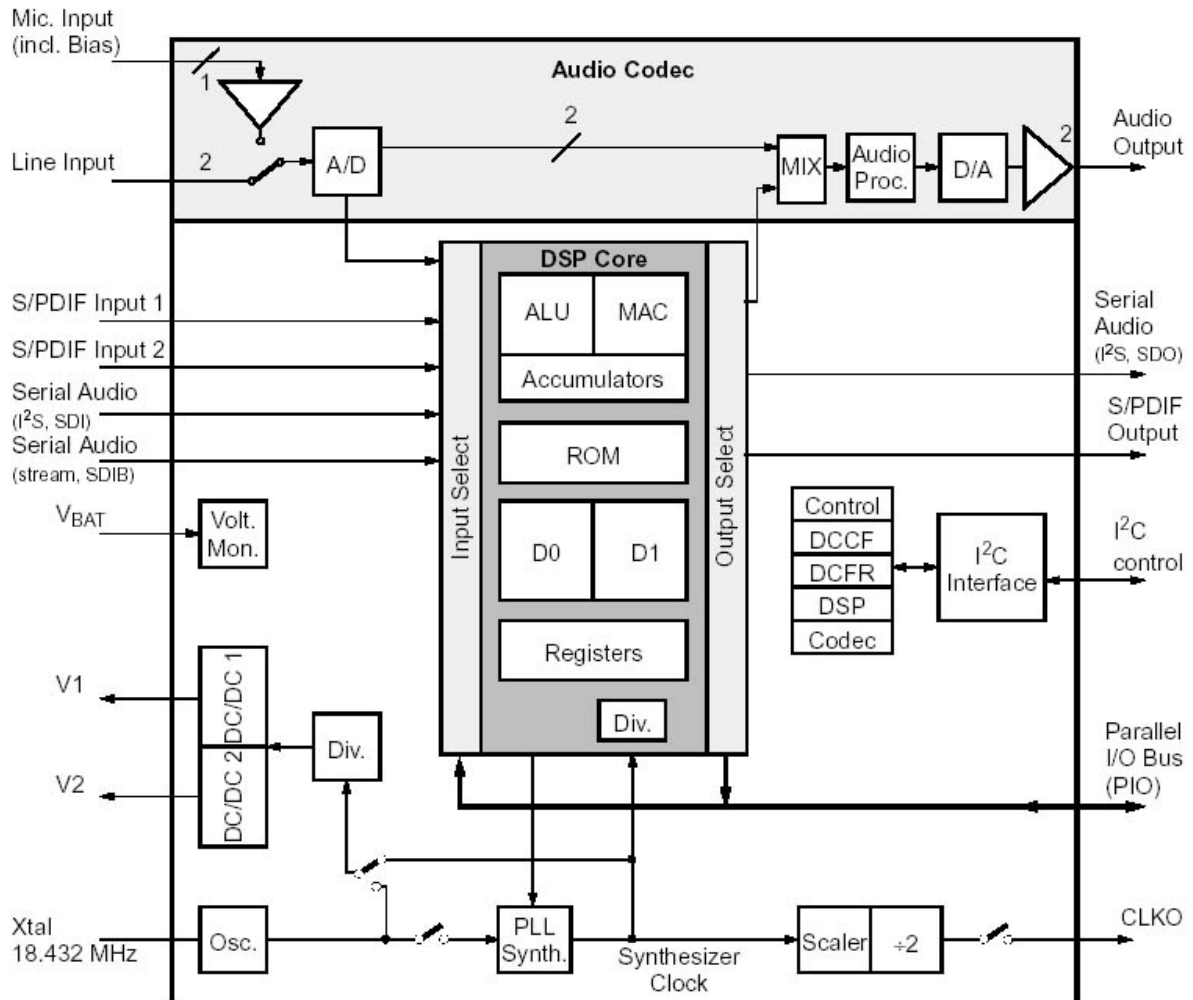 Mic. Input
(incl. Bias)
1
Audio Codec
Line Input
2
A/D
2
MIX
Audio
Proc.
D/A
2
Audio
Output
DSP Core
ALU
MAC
Accumulators
ROM
D0
D1
Registers
Div.
Input Select
Output Select
S/PDIF Input 1
S/PDIF Input 2
Serial Audio
(I²S, SDI)
Serial Audio
(stream, SDIB)
V_BAT
Volt.
Mon.
Serial
Audio
(I²S, SDO)
S/PDIF
Output
Control
DCCF
DCFR
DSP
Codec
I²C
Interface
I²C
control
V1
V2
DC/DC 1
DC/DC 2
Div.
Parallel
I/O Bus
(PIO)
Xtal
18.432 MHz
Osc.
PLL
Synth.
Synthesizer
Clock
Scaler
÷2
CLKO